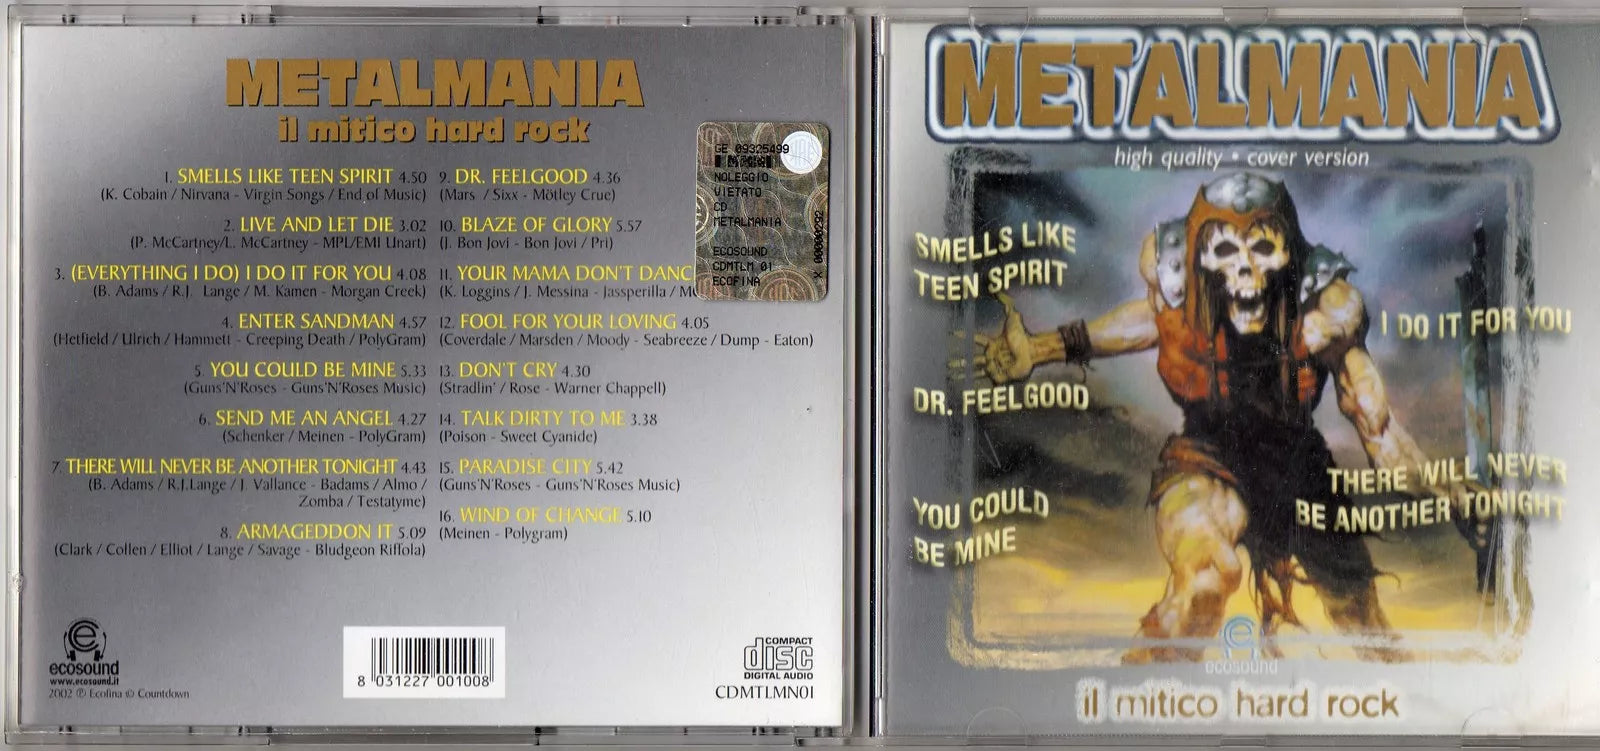 METALMANIA
il mitico hard rock
1. SMELLS LIKE TEEN SPIRIT 4.50
(K. Cobain / Nirvana - Virgin Songs / End of Music)
2. LIVE AND LET DIE 3.02
(P. McCartney/L. McCartney - MPL/EMI Unart)
3. (EVERYTHING I DO) I DO IT FOR YOU 4.08
(B. Adams / R.J. Lange / M. Kamen - Morgan Creek)
4. ENTER SANDMAN 4.57
(Hetfield / Ulrich / Hammett - Creeping Death / PolyGram)
5. YOU COULD BE MINE 5.33
(Guns'N'Roses - Guns'N'Roses Music)
6. SEND ME AN ANGEL 4.27
(Schenker / Meinen - PolyGram)
7. THERE WILL NEVER BE ANOTHER TONIGHT 4.43
(B. Adams / R.J.Lange / J. Vallance - Badams / Almo /
Zomba / Testatyme)
8. ARMAGEDDON IT 5.09
(Clark / Collen / Elliot / Lange / Savage - Bludgeon Riffola)
9. DR. FEELGOOD 4.36
(Mars / Sixx - Mötley Crue)
10. BLAZE OF GLORY 5.57
(J. Bon Jovi - Bon Jovi / Pri)
11. YOUR MAMA DON'T DANC
(K. Loggins / J. Messina - Jassperilla / M
12. FOOL FOR YOUR LOVING 4.05
(Coverdale / Marsden / Moody - Seabreeze / Dump - Eaton)
13. DON'T CRY 4.30
(Stradlin' / Rose - Warner Chappell)
14. TALK DIRTY TO ME 3.38
(Poison - Sweet Cyanide)
15. PARADISE CITY 5.42
(Guns'N'Roses - Guns'N'Roses Music)
16. WIND OF CHANGE 5.10
(Meinen - Polygram)
GE 09325499
NOLEGGIO
VIETATO
CD
METALMANIA
ECOSOUND
CDMTLM 01
ECOFINA
X 00000292
e
ecosound
www.ecosound.it
2002 ℗ Ecofina © Countdown
8 031227 001008
COMPACT
disc
DIGITAL AUDIO
CDMTLMN01
METALMANIA
high quality • cover version
SMELLS LIKE
TEEN SPIRIT
I DO IT FOR YOU
DR. FEELGOOD
THERE WILL NEVER
BE ANOTHER TONIGHT
YOU COULD
BE MINE
e
ecosound
il mitico hard rock